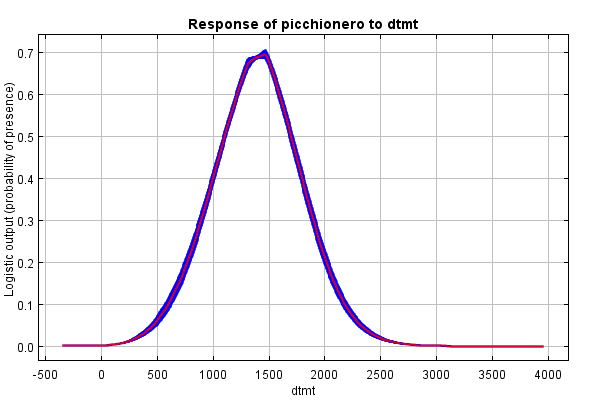 Response of picchionero to dtmt
Logistic output (probability of presence)
0.7
0.6
0.5
0.4
0.3
0.2
0.1
0.0
-500 0 500 1000 1500 2000 2500 3000 3500 4000
dtmt